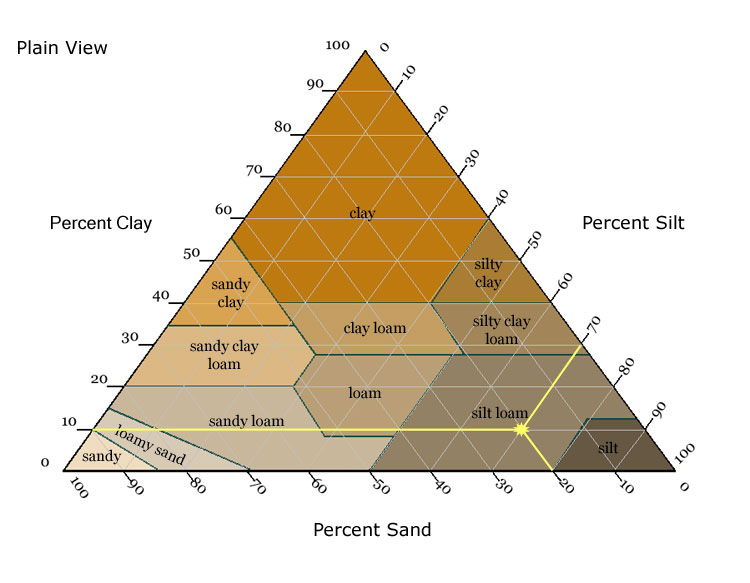 Plain View
100
0
90
10
80
20
70
30
60
40
clay
Percent Clay
Percent Silt
50
50
silty
clay
sandy
clay
40
60
clay loam
silty clay
loam
30
70
sandy clay
loam
20
80
loam
sandy loam
silt loam
10
90
loamy sand
sandy
silt
0
100
100
90
80
70
60
50
40
30
20
10
0
Percent Sand